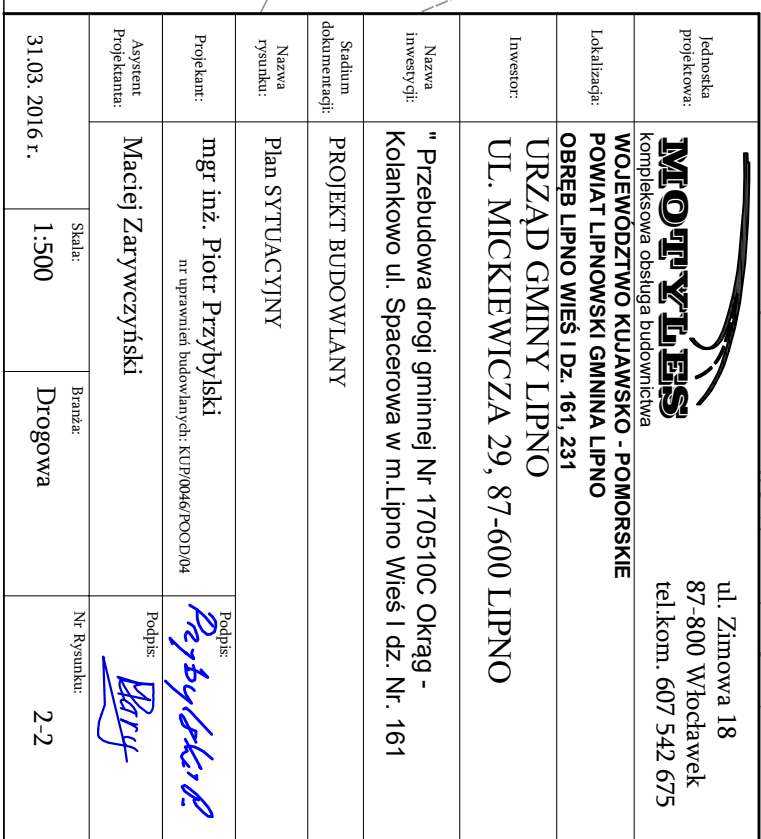 Jednostka
projektowa:
MOTYLES
kompleksowa obsługa budownictwa
ul. Zimowa 18
87-800 Włocławek
tel.kom. 607 542 675
Lokalizacja:
WOJEWÓDZTWO KUJAWSKO - POMORSKIE
POWIAT LIPNOWSKI GMNINA LIPNO
OBRĘB LIPNO WIEŚ I Dz. 161, 231
Inwestor:
URZĄD GMINY LIPNO
UL. MICKIEWICZA 29, 87-600 LIPNO
Nazwa
inwestycji:
" Przebudowa drogi gminnej Nr 170510C Okrąg -
Kolankowo ul. Spacerowa w m.Lipno Wieś I dz. Nr. 161
Stadium
dokumentacji:
PROJEKT BUDOWLANY
Nazwa
rysunku:
Plan SYTUACYJNY
Projekant:
mgr inż. Piotr Przybylski
nr uprawnień budowlanych: KUP/0046/POOD/04
Podpis:
Przybylski P.
Asystent
Projektanta:
Maciej Zarywczyński
Podpis:
31.03. 2016 r.
Skala:
1:500
Branża:
Drogowa
Nr Rysunku:
2-2